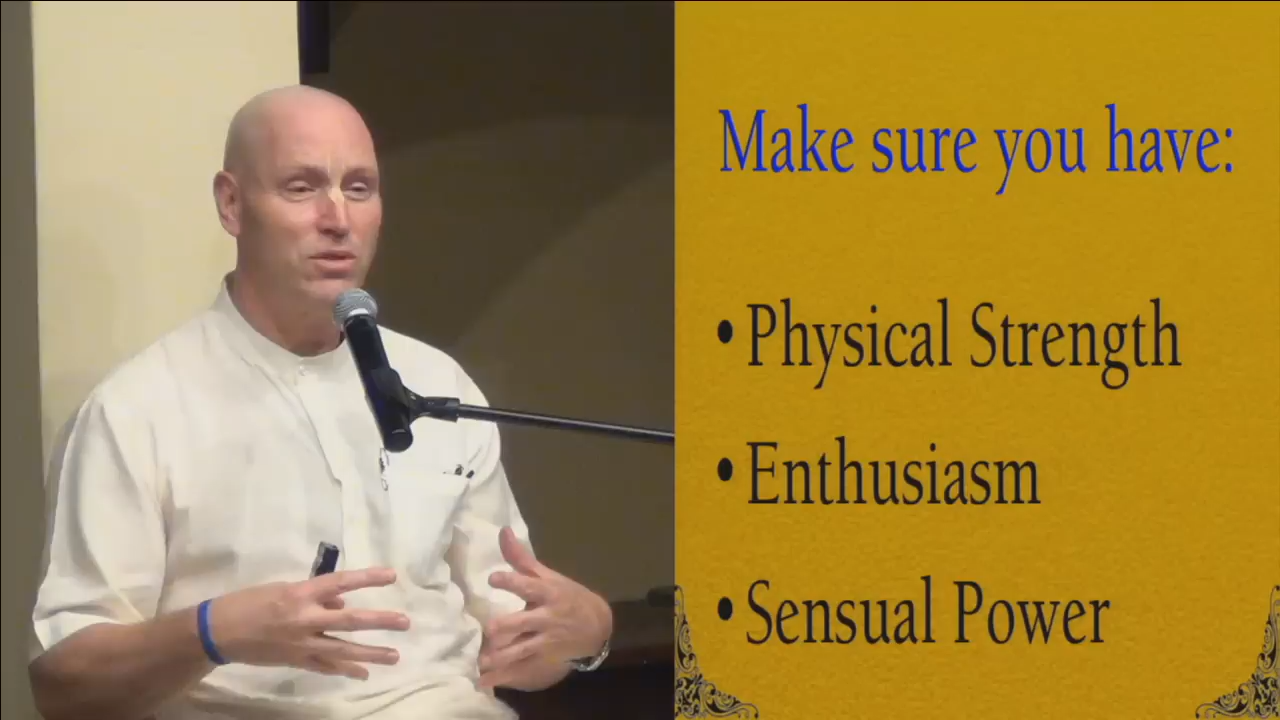 Make sure you have:
• Physical Strength
• Enthusiasm
• Sensual Power